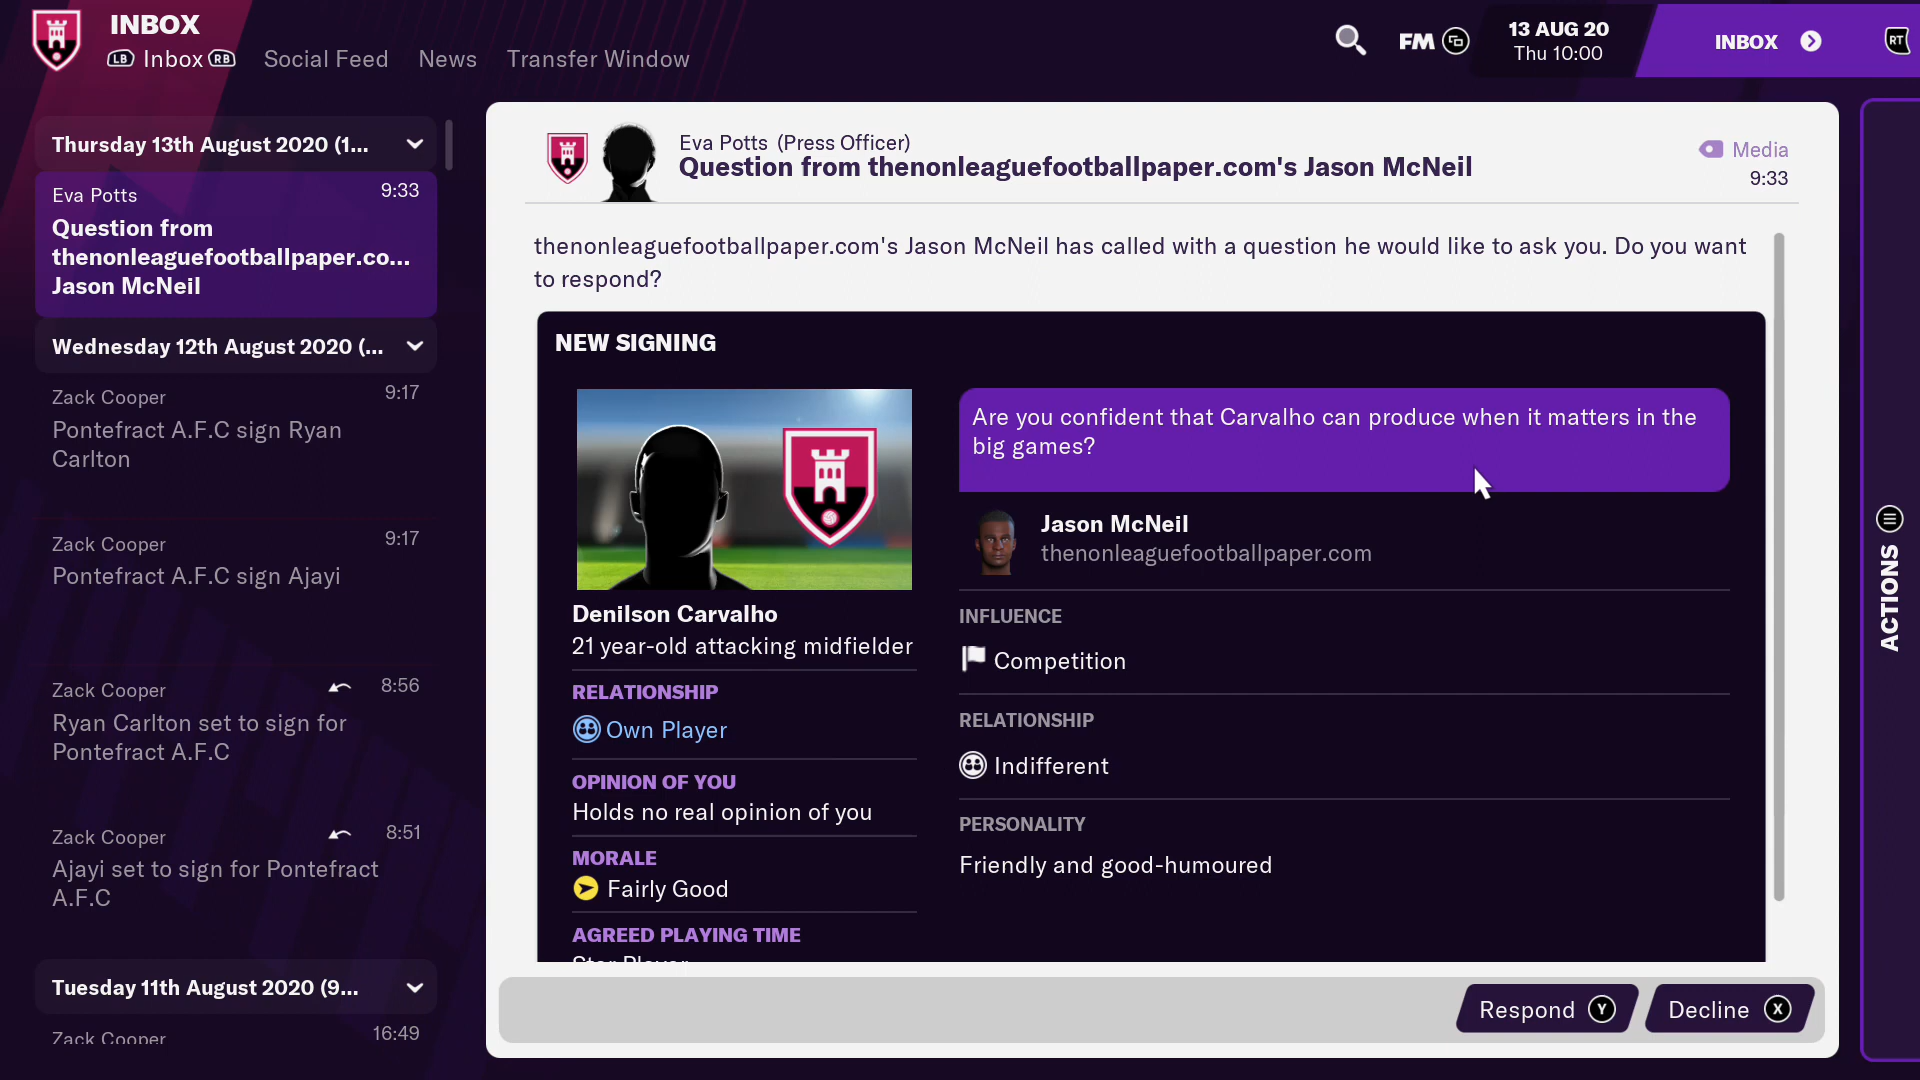 INBOX
LB Inbox RB
Social Feed
News
Transfer Window
FM
13 AUG 20
Thu 10:00
INBOX
RT
Thursday 13th August 2020 (1...
Eva Potts
9:33
Question from
thenonleaguefootballpaper.co...
Jason McNeil
Wednesday 12th August 2020 (...
Zack Cooper
9:17
Pontefract A.F.C sign Ryan
Carlton
Zack Cooper
9:17
Pontefract A.F.C sign Ajayi
Zack Cooper
8:56
Ryan Carlton set to sign for
Pontefract A.F.C
Zack Cooper
8:51
Ajayi set to sign for Pontefract
A.F.C
Tuesday 11th August 2020 (9...
Zack Cooper
16:49
Eva Potts (Press Officer)
Question from thenonleaguefootballpaper.com's Jason McNeil
Media
9:33
thenonleaguefootballpaper.com's Jason McNeil has called with a question he would like to ask you. Do you want
to respond?
NEW SIGNING
Denilson Carvalho
21 year-old attacking midfielder
RELATIONSHIP
Own Player
OPINION OF YOU
Holds no real opinion of you
MORALE
Fairly Good
AGREED PLAYING TIME
Star Player
Are you confident that Carvalho can produce when it matters in the
big games?
Jason McNeil
thenonleaguefootballpaper.com
INFLUENCE
Competition
RELATIONSHIP
Indifferent
PERSONALITY
Friendly and good-humoured
Respond Y
Decline X
ACTIONS